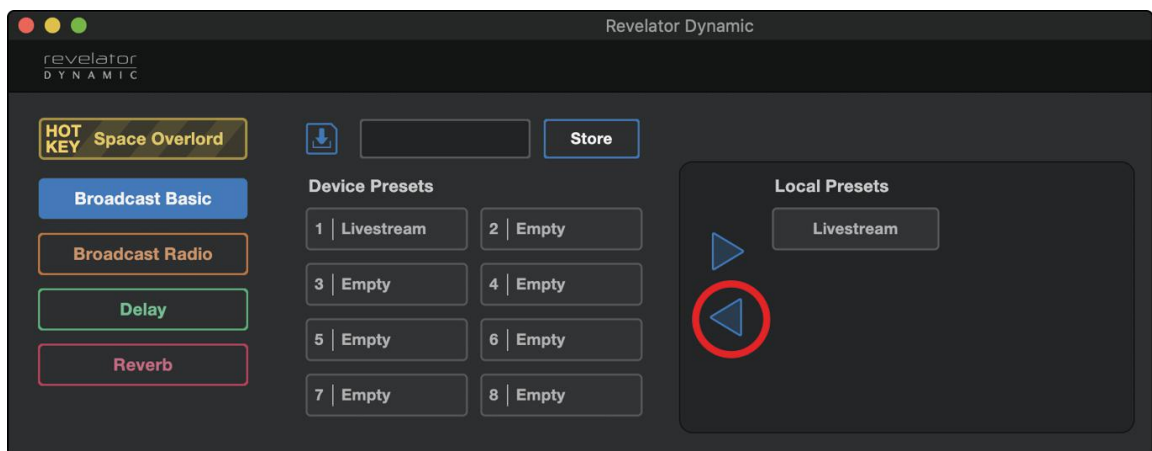 Revelator Dynamic
revelator
DYNAMIC
HOT KEY Space Overlord
Store
Broadcast Basic
Device Presets
Local Presets
1 | Livestream
2 | Empty
Livestream
Broadcast Radio
3 | Empty
4 | Empty
Delay
5 | Empty
6 | Empty
Reverb
7 | Empty
8 | Empty